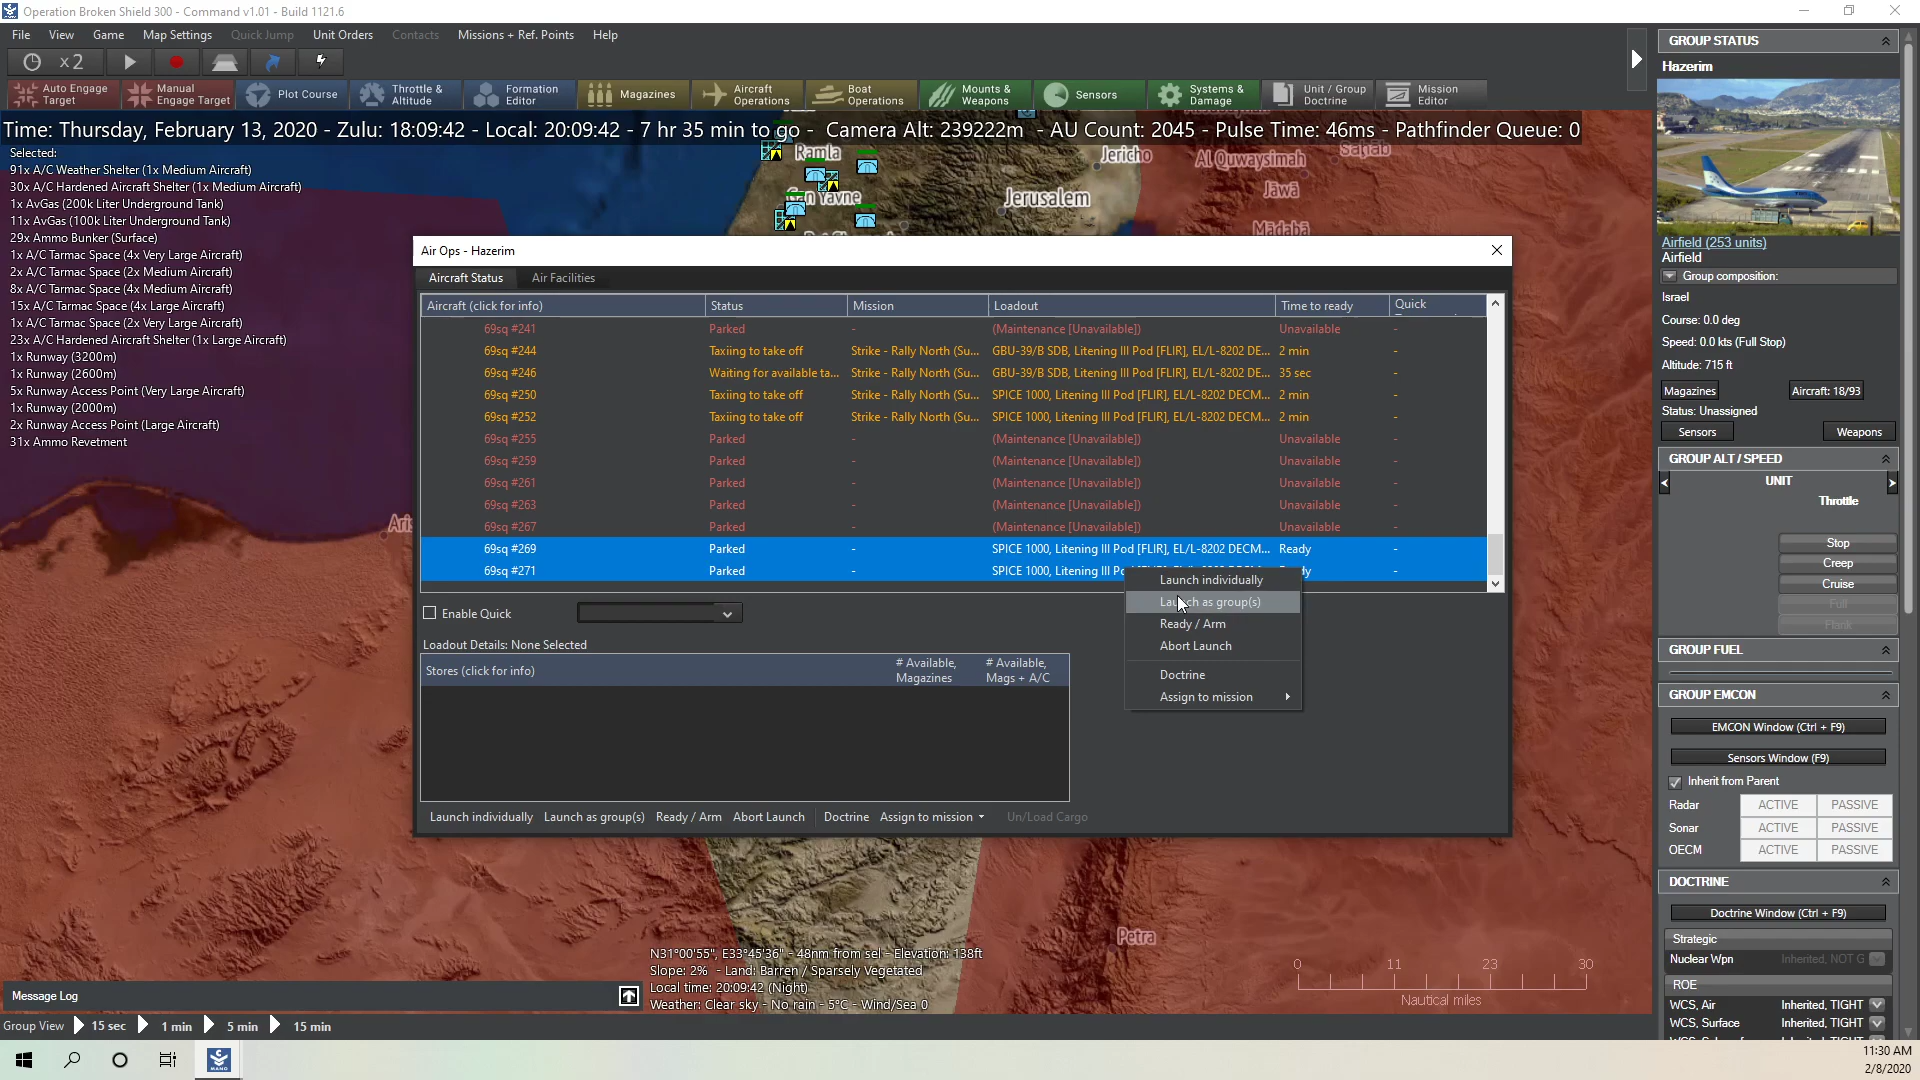 Operation Broken Shield 300 - Command v1.01 - Build 1121.6
File View Game Map Settings Quick Jump Unit Orders Contacts Missions + Ref. Points Help
x 2
Auto Engage Target
Manual Engage Target
Plot Course
Throttle & Altitude
Formation Editor
Magazines
Aircraft Operations
Boat Operations
Mounts & Weapons
Sensors
Systems & Damage
Unit / Group Doctrine
Mission Editor
Time: Thursday, February 13, 2020 - Zulu: 18:09:42 - Local: 20:09:42 - 7 hr 35 min to go - Camera Alt: 239222m - AU Count: 2045 - Pulse Time: 46ms - Pathfinder Queue: 0
Selected:
91x A/C Weather Shelter (1x Medium Aircraft)
30x A/C Hardened Aircraft Shelter (1x Medium Aircraft)
1x AvGas (200k Liter Underground Tank)
11x AvGas (100k Liter Underground Tank)
29x Ammo Bunker (Surface)
1x A/C Tarmac Space (4x Very Large Aircraft)
2x A/C Tarmac Space (2x Medium Aircraft)
8x A/C Tarmac Space (4x Medium Aircraft)
15x A/C Tarmac Space (4x Large Aircraft)
1x A/C Tarmac Space (2x Very Large Aircraft)
23x A/C Hardened Aircraft Shelter (1x Large Aircraft)
1x Runway (3200m)
1x Runway (2600m)
5x Runway Access Point (Very Large Aircraft)
1x Runway (2000m)
2x Runway Access Point (Large Aircraft)
31x Ammo Revetment
Ramla
Jericho
Al Quwaysimah
Sahab
Jāwā
Gan Yavne
Jerusalem
Mādabā
Petra
Air Ops - Hazerim
Aircraft Status Air Facilities
Aircraft (click for info) Status Mission Loadout Time to ready Quick
69sq #241 Parked - (Maintenance [Unavailable]) Unavailable -
69sq #244 Taxiing to take off Strike - Rally North (Su... GBU-39/B SDB, Litening III Pod [FLIR], EL/L-8202 DE... 2 min -
69sq #246 Waiting for available ta... Strike - Rally North (Su... GBU-39/B SDB, Litening III Pod [FLIR], EL/L-8202 DE... 35 sec -
69sq #250 Taxiing to take off Strike - Rally North (Su... SPICE 1000, Litening III Pod [FLIR], EL/L-8202 DECM... 2 min -
69sq #252 Taxiing to take off Strike - Rally North (Su... SPICE 1000, Litening III Pod [FLIR], EL/L-8202 DECM... 2 min -
69sq #255 Parked - (Maintenance [Unavailable]) Unavailable -
69sq #259 Parked - (Maintenance [Unavailable]) Unavailable -
69sq #261 Parked - (Maintenance [Unavailable]) Unavailable -
69sq #263 Parked - (Maintenance [Unavailable]) Unavailable -
69sq #267 Parked - (Maintenance [Unavailable]) Unavailable -
69sq #269 Parked - SPICE 1000, Litening III Pod [FLIR], EL/L-8202 DECM... Ready -
69sq #271 Parked - SPICE 1000, Litening III
Launch individually
Launch as group(s)
Ready / Arm
Abort Launch
Doctrine
Assign to mission
Enable Quick
Loadout Details: None Selected
Stores (click for info) # Available, Magazines # Available, Mags + A/C
Launch individually Launch as group(s) Ready / Arm Abort Launch Doctrine Assign to mission Un/Load Cargo
N31°00'55", E33°45'36" - 48nm from sel - Elevation: 138ft
Slope: 2% - Land: Barren / Sparsely Vegetated
Local time: 20:09:42 (Night)
Weather: Clear sky - No rain - 5°C - Wind/Sea 0
0 11 23 30
Nautical miles
Message Log
Group View 15 sec 1 min 5 min 15 min
GROUP STATUS
Hazerim
Airfield (253 units)
Airfield
Group composition:
Israel
Course: 0.0 deg
Speed: 0.0 kts (Full Stop)
Altitude: 715 ft
Magazines Aircraft: 18/93
Status: Unassigned
Sensors Weapons
GROUP ALT / SPEED
UNIT
Throttle
Stop
Creep
Cruise
Full
Flank
GROUP FUEL
GROUP EMCON
EMCON Window (Ctrl + F9)
Sensors Window (F9)
Inherit from Parent
Radar ACTIVE PASSIVE
Sonar ACTIVE PASSIVE
OECM ACTIVE PASSIVE
DOCTRINE
Doctrine Window (Ctrl + F9)
Strategic
Nuclear Wpn Inherited, NOT G
ROE
WCS, Air Inherited, TIGHT
WCS, Surface Inherited, TIGHT
11:30 AM
2/8/2020